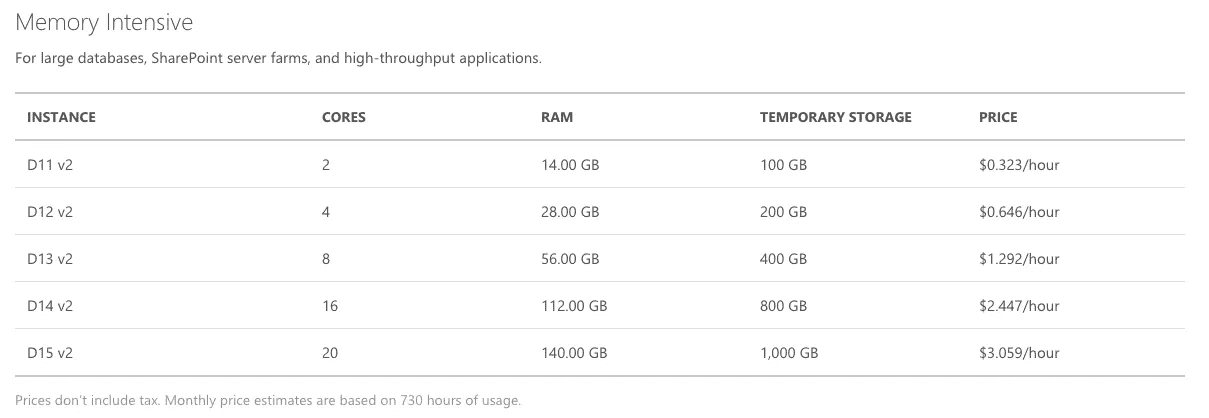 Memory Intensive
For large databases, SharePoint server farms, and high-throughput applications.
INSTANCE CORES RAM TEMPORARY STORAGE PRICE
D11 v2 2 14.00 GB 100 GB $0.323/hour
D12 v2 4 28.00 GB 200 GB $0.646/hour
D13 v2 8 56.00 GB 400 GB $1.292/hour
D14 v2 16 112.00 GB 800 GB $2.447/hour
D15 v2 20 140.00 GB 1,000 GB $3.059/hour
Prices don't include tax. Monthly price estimates are based on 730 hours of usage.